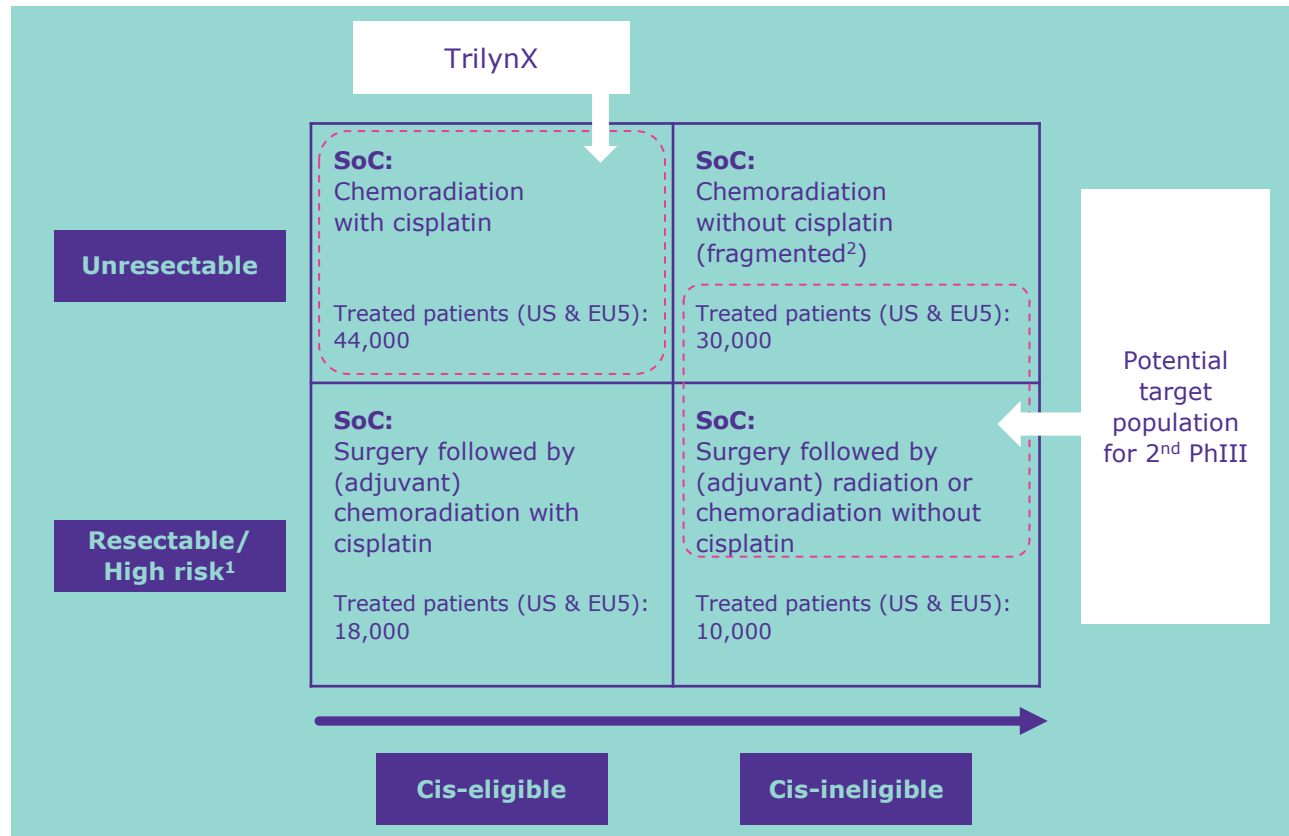 TrilynX
SoC:
Chemoradiation
with cisplatin
Treated patients (US & EU5):
44,000
SoC:
Chemoradiation
without cisplatin
(fragmented2)
Treated patients (US & EU5):
30,000
Unresectable
Potential
target
population
for 2nd PhIII
SoC:
Surgery followed by
(adjuvant)
chemoradiation with
cisplatin
Treated patients (US & EU5):
18,000
SoC:
Surgery followed by
(adjuvant) radiation or
chemoradiation without
cisplatin
Treated patients (US & EU5):
10,000
Resectable/
High risk1
Cis-eligible
Cis-ineligible